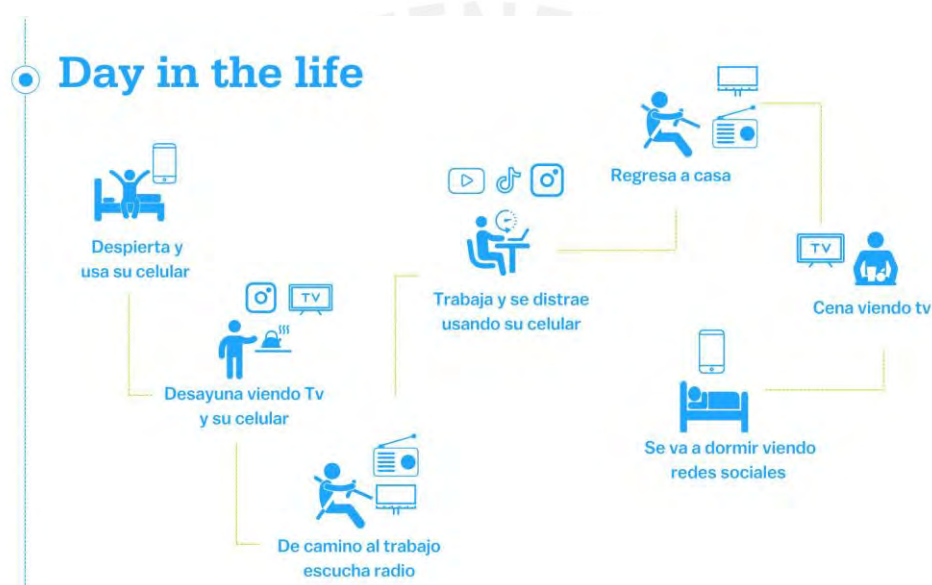 Day in the life
Despierta y
usa su celular
TV
Desayuna viendo Tv
y su celular
De camino al trabajo
escucha radio
Trabaja y se distrae
usando su celular
Regresa a casa
TV
Cena viendo tv
Se va a dormir viendo
redes sociales